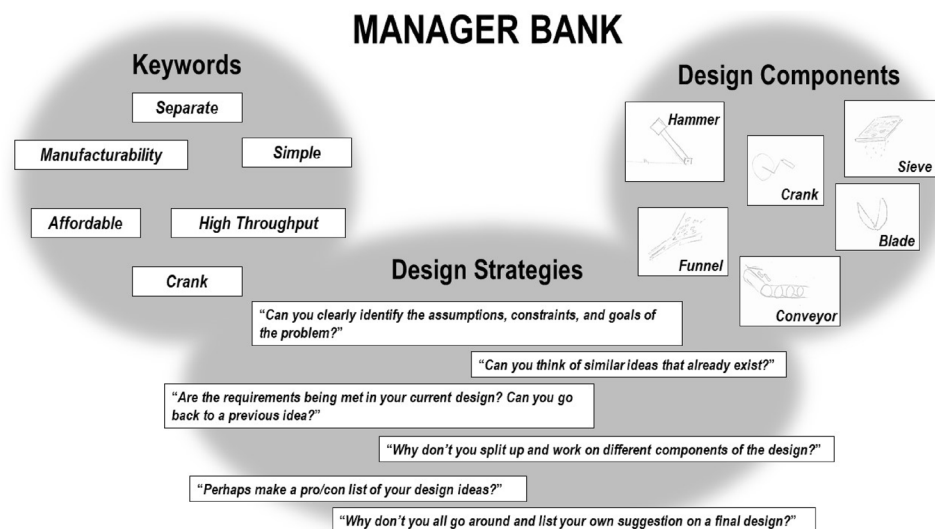 MANAGER BANK
Keywords
Separate
Manufacturability
Simple
Affordable
High Throughput
Crank
Design Components
Hammer
Crank
Sieve
Funnel
Blade
Conveyor
Design Strategies
“Can you clearly identify the assumptions, constraints, and goals of
the problem?”
“Can you think of similar ideas that already exist?”
“Are the requirements being met in your current design? Can you go
back to a previous idea?”
“Why don’t you split up and work on different components of the design?”
“Perhaps make a pro/con list of your design ideas?”
“Why don’t you all go around and list your own suggestion on a final design?”